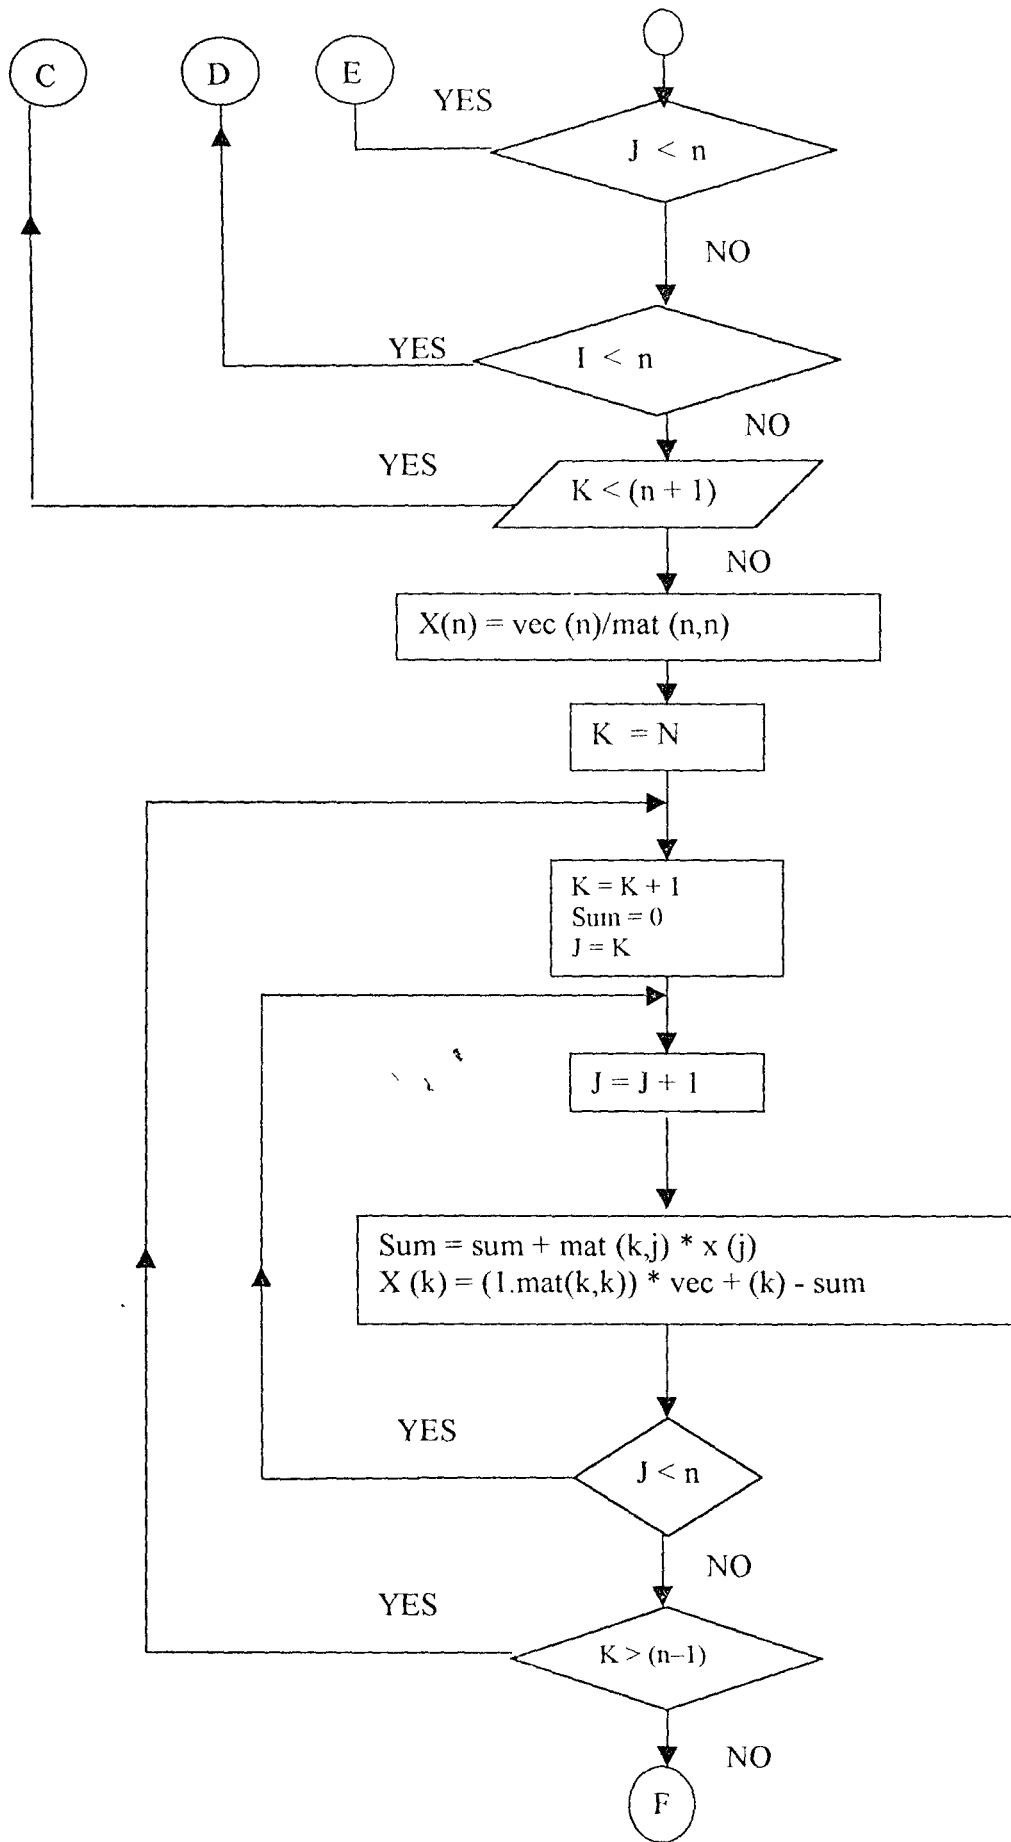 C
D
E
YES
J < n
NO
YES
I < n
NO
YES
K < (n + 1)
NO
X(n) = vec (n)/mat (n,n)
K = N
K = K + 1
Sum = 0
J = K
J = J + 1
Sum = sum + mat (k,j) * x (j)
X (k) = (1.mat(k,k)) * vec + (k) - sum
YES
J < n
NO
YES
K > (n–1)
NO
F